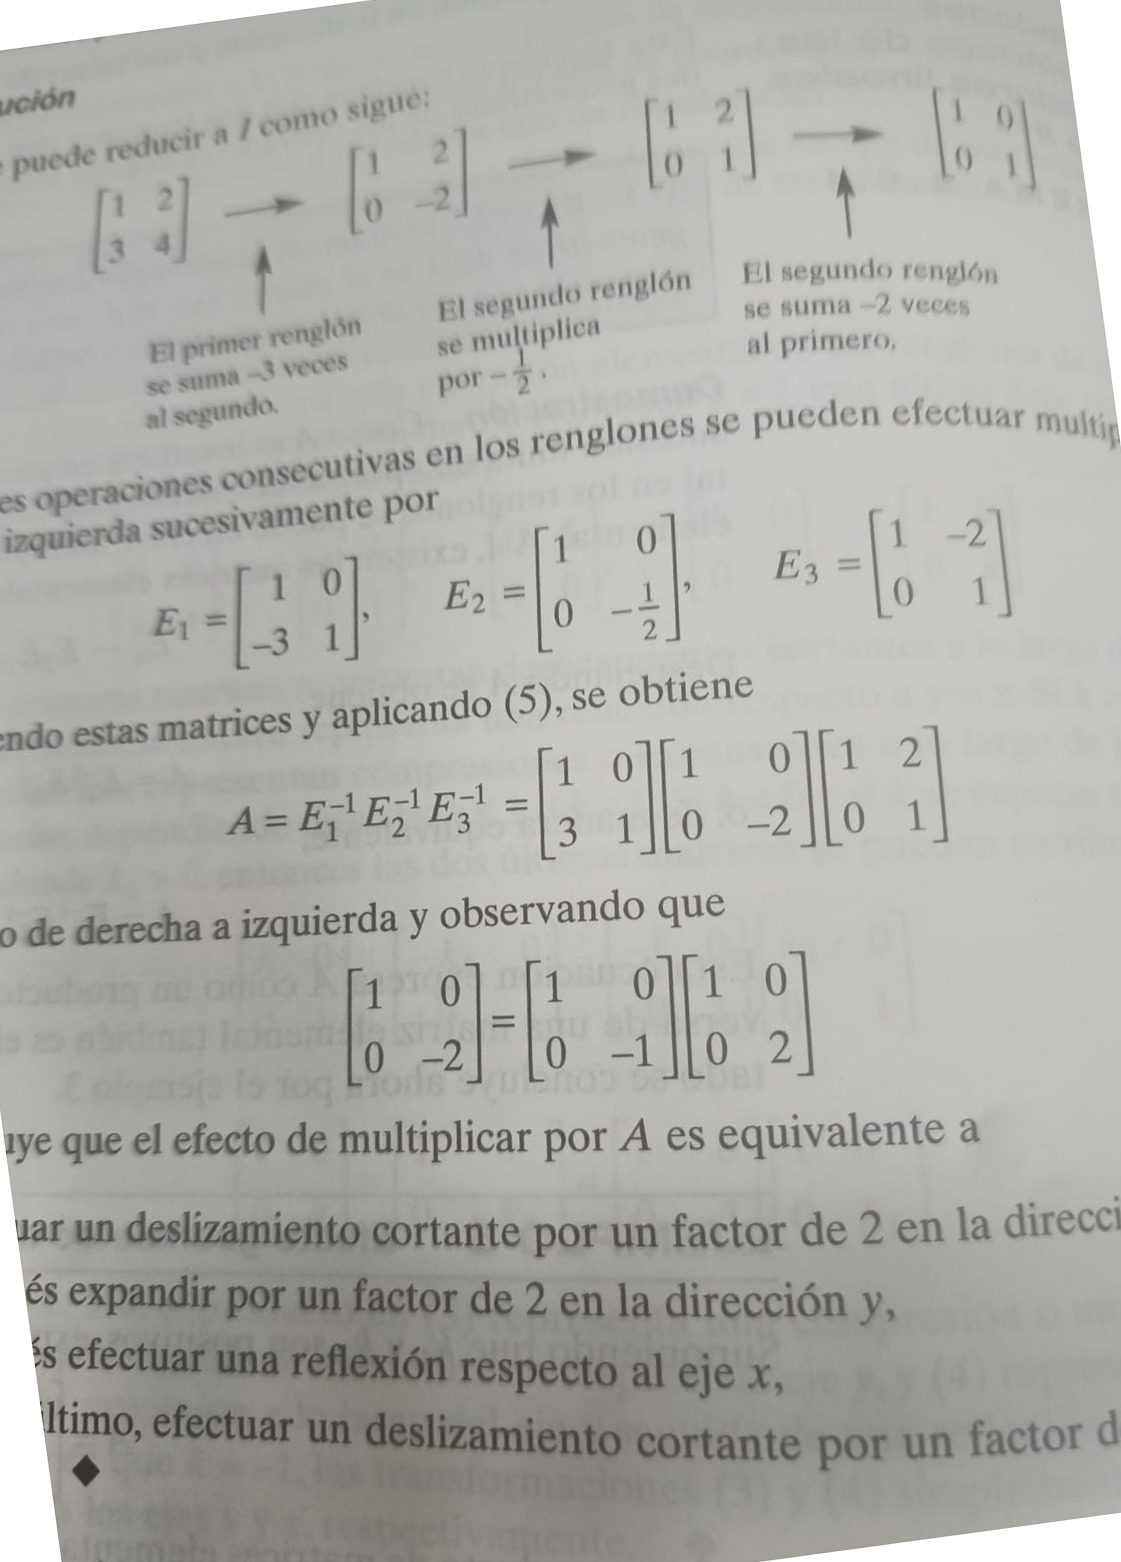 ución
puede reducir a I como sigue:
[1 2; 3 4] → [1 2; 0 –2] → [1 2; 0 1] → [1 0; 0 1]
El primer renglón
se suma –3 veces
al segundo.
El segundo renglón
se multiplica
por – 1/2 .
El segundo renglón
se suma –2 veces
al primero.
es operaciones consecutivas en los renglones se pueden efectuar multip
izquierda sucesivamente por
E₁ = [1 0; –3 1], E₂ = [1 0; 0 –1/2], E₃ = [1 –2; 0 1]
endo estas matrices y aplicando (5), se obtiene
A = E₁⁻¹ E₂⁻¹ E₃⁻¹ = [1 0; 3 1] [1 0; 0 –2] [1 2; 0 1]
o de derecha a izquierda y observando que
[1 0; 0 –2] = [1 0; 0 –1] [1 0; 0 2]
uye que el efecto de multiplicar por A es equivalente a
uar un deslizamiento cortante por un factor de 2 en la direcci
és expandir por un factor de 2 en la dirección y,
és efectuar una reflexión respecto al eje x,
ltimo, efectuar un deslizamiento cortante por un factor d
◆